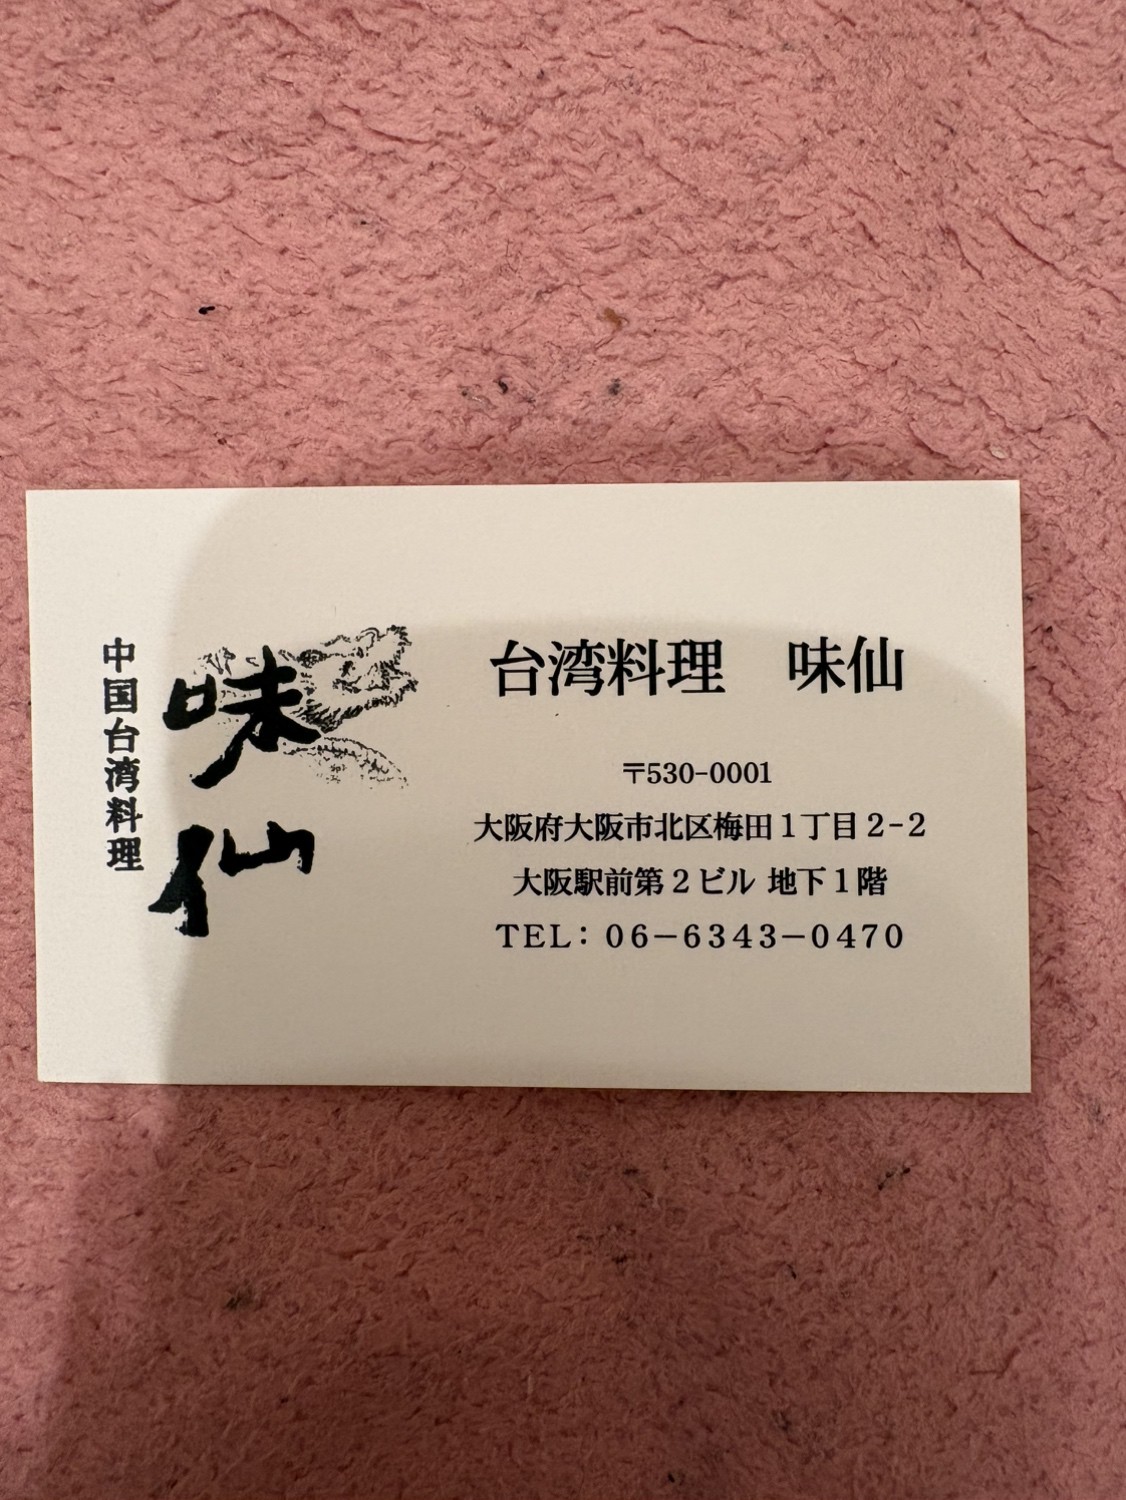 中国台湾料理
味仙
台湾料理　味仙
〒530-0001
大阪府大阪市北区梅田1丁目2-2
大阪駅前第2ビル 地下1階
TEL：06−6343−0470